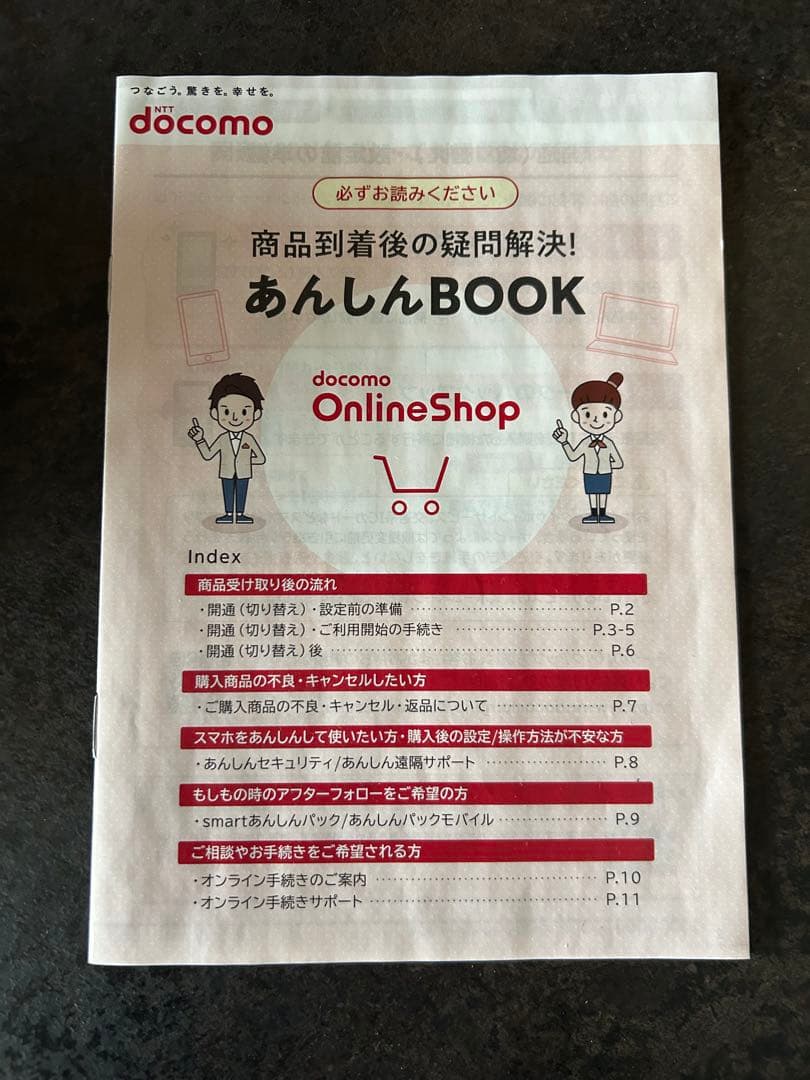 つなごう。驚きを。幸せを。
NTT
docomo
必ずお読みください
商品到着後の疑問解決!
あんしんBOOK
docomo
OnlineShop
Index
商品受け取り後の流れ
・開通（切り替え）・設定前の準備 P.2
・開通（切り替え）・ご利用開始の手続き P.3-5
・開通（切り替え）後 P.6
購入商品の不良・キャンセルしたい方
・ご購入商品の不良・キャンセル・返品について P.7
スマホをあんしんして使いたい方・購入後の設定/操作方法が不安な方
・あんしんセキュリティ/あんしん遠隔サポート P.8
もしもの時のアフターフォローをご希望の方
・smartあんしんパック/あんしんパックモバイル P.9
ご相談やお手続きをご希望される方
・オンライン手続きのご案内 P.10
・オンライン手続きサポート P.11